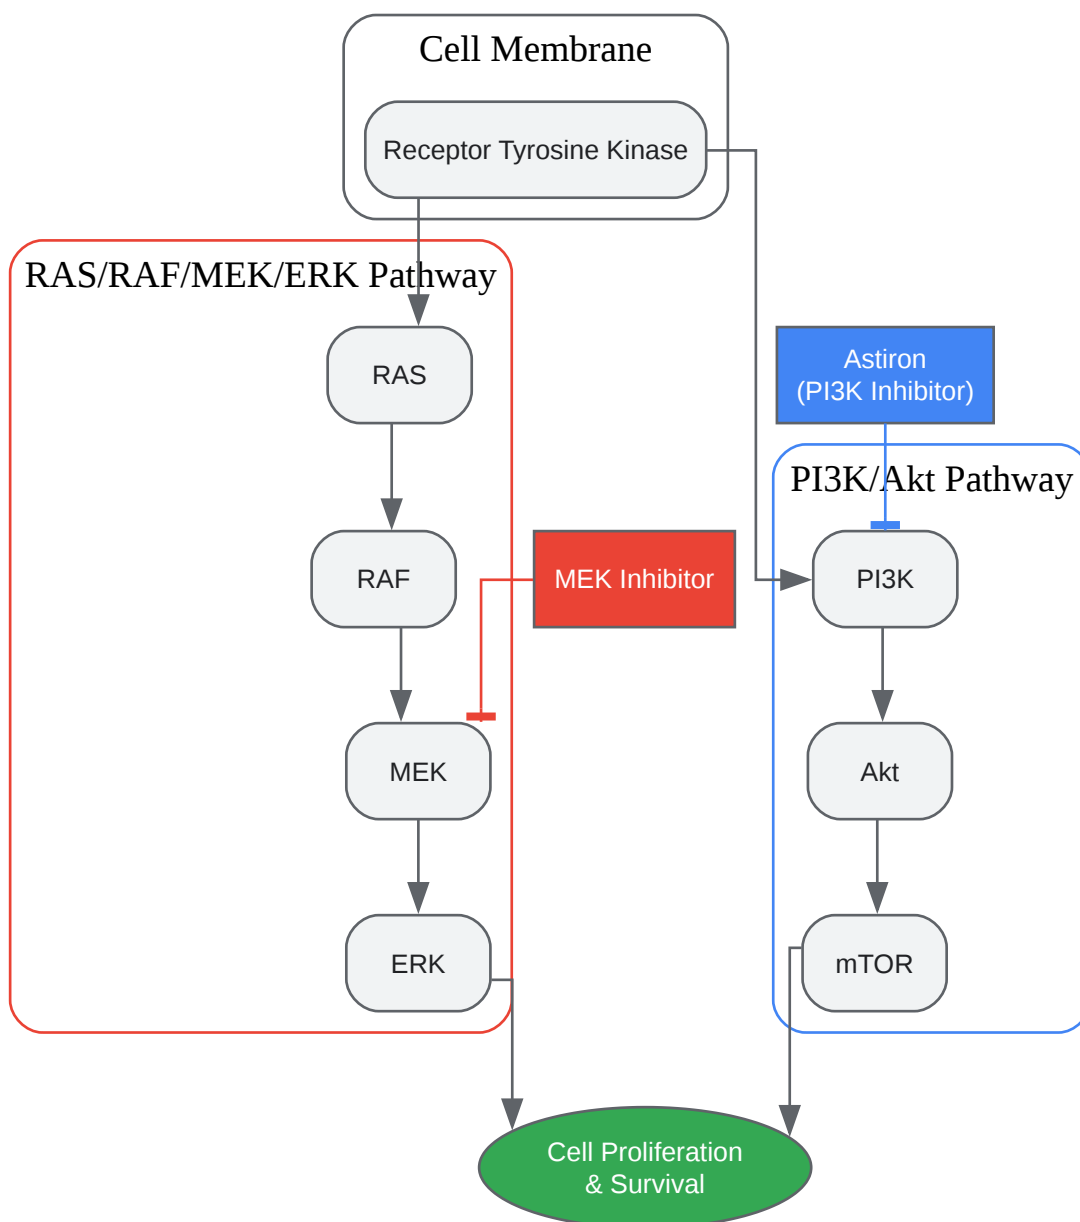 Cell Membrane
Receptor Tyrosine Kinase
RAS/RAF/MEK/ERK Pathway
RAS
Astiron
(PI3K Inhibitor)
PI3K/Akt Pathway
RAF
MEK Inhibitor
PI3K
MEK
Akt
ERK
mTOR
Cell Proliferation
& Survival